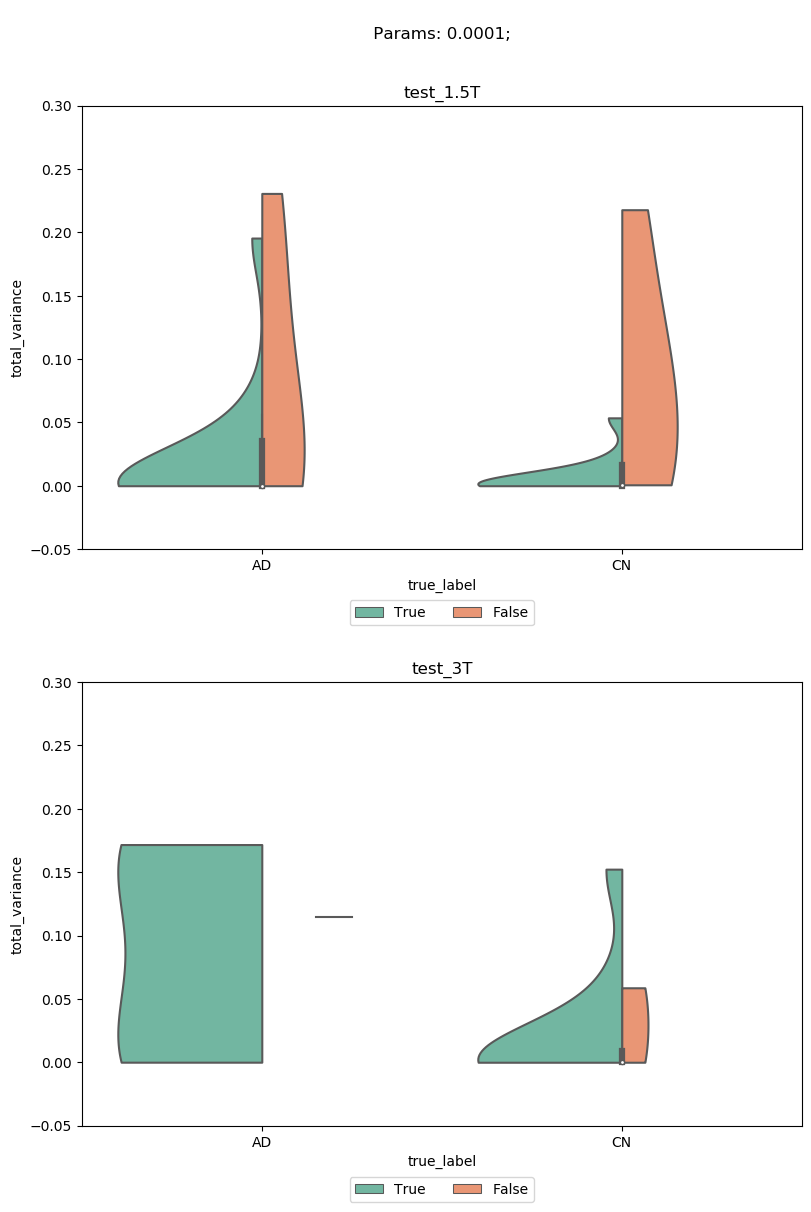 Params: 0.0001;
test_1.5T
0.30
0.25
0.20
0.15
0.10
0.05
0.00
−0.05
total_variance
AD CN
true_label
True False
test_3T
0.30
0.25
0.20
0.15
0.10
0.05
0.00
−0.05
total_variance
AD CN
true_label
True False